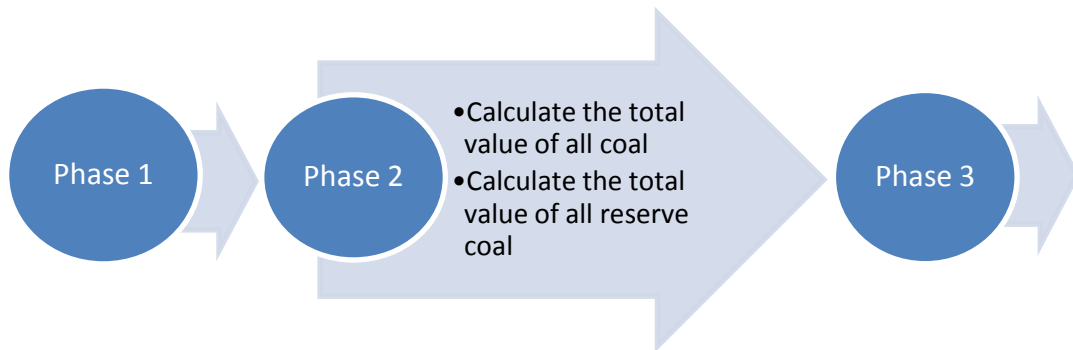 Phase 1
Phase 2
•Calculate the total
value of all coal
•Calculate the total
value of all reserve
coal
Phase 3